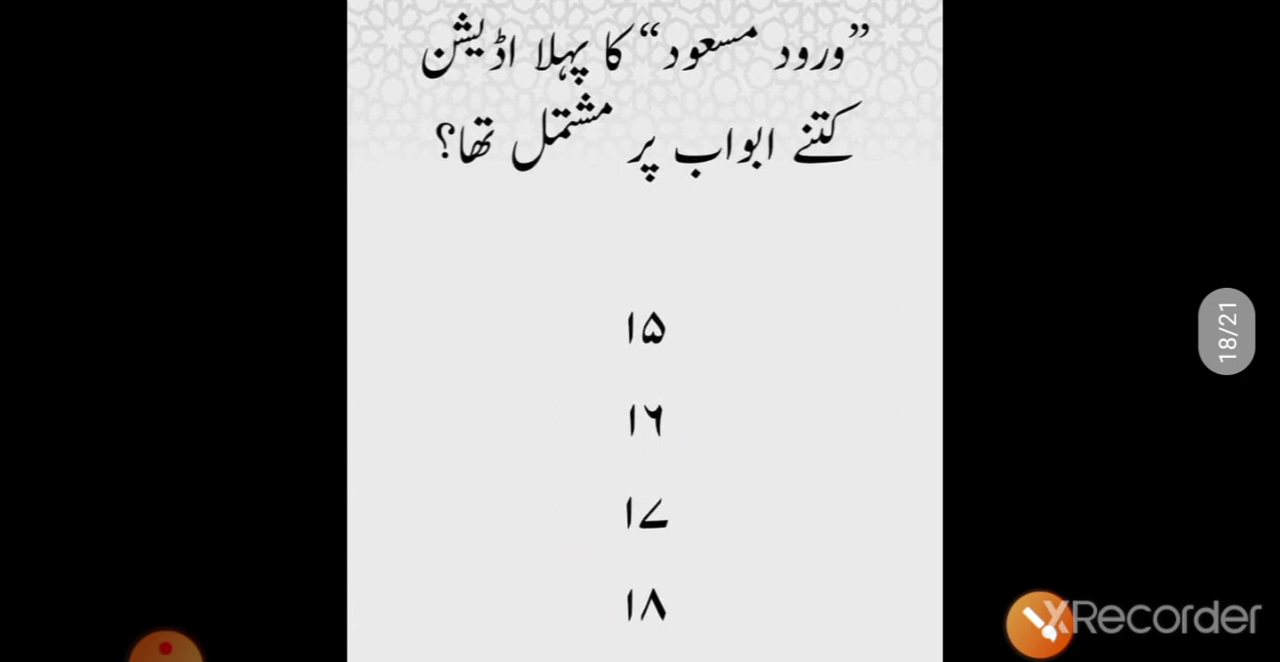 ”ورود مسعود“ کا پہلا اڈیشن
کتنے ابواب پر مشتمل تھا؟
۱۵
۱۶
۱۷
۱۸
18/21
XRecorder